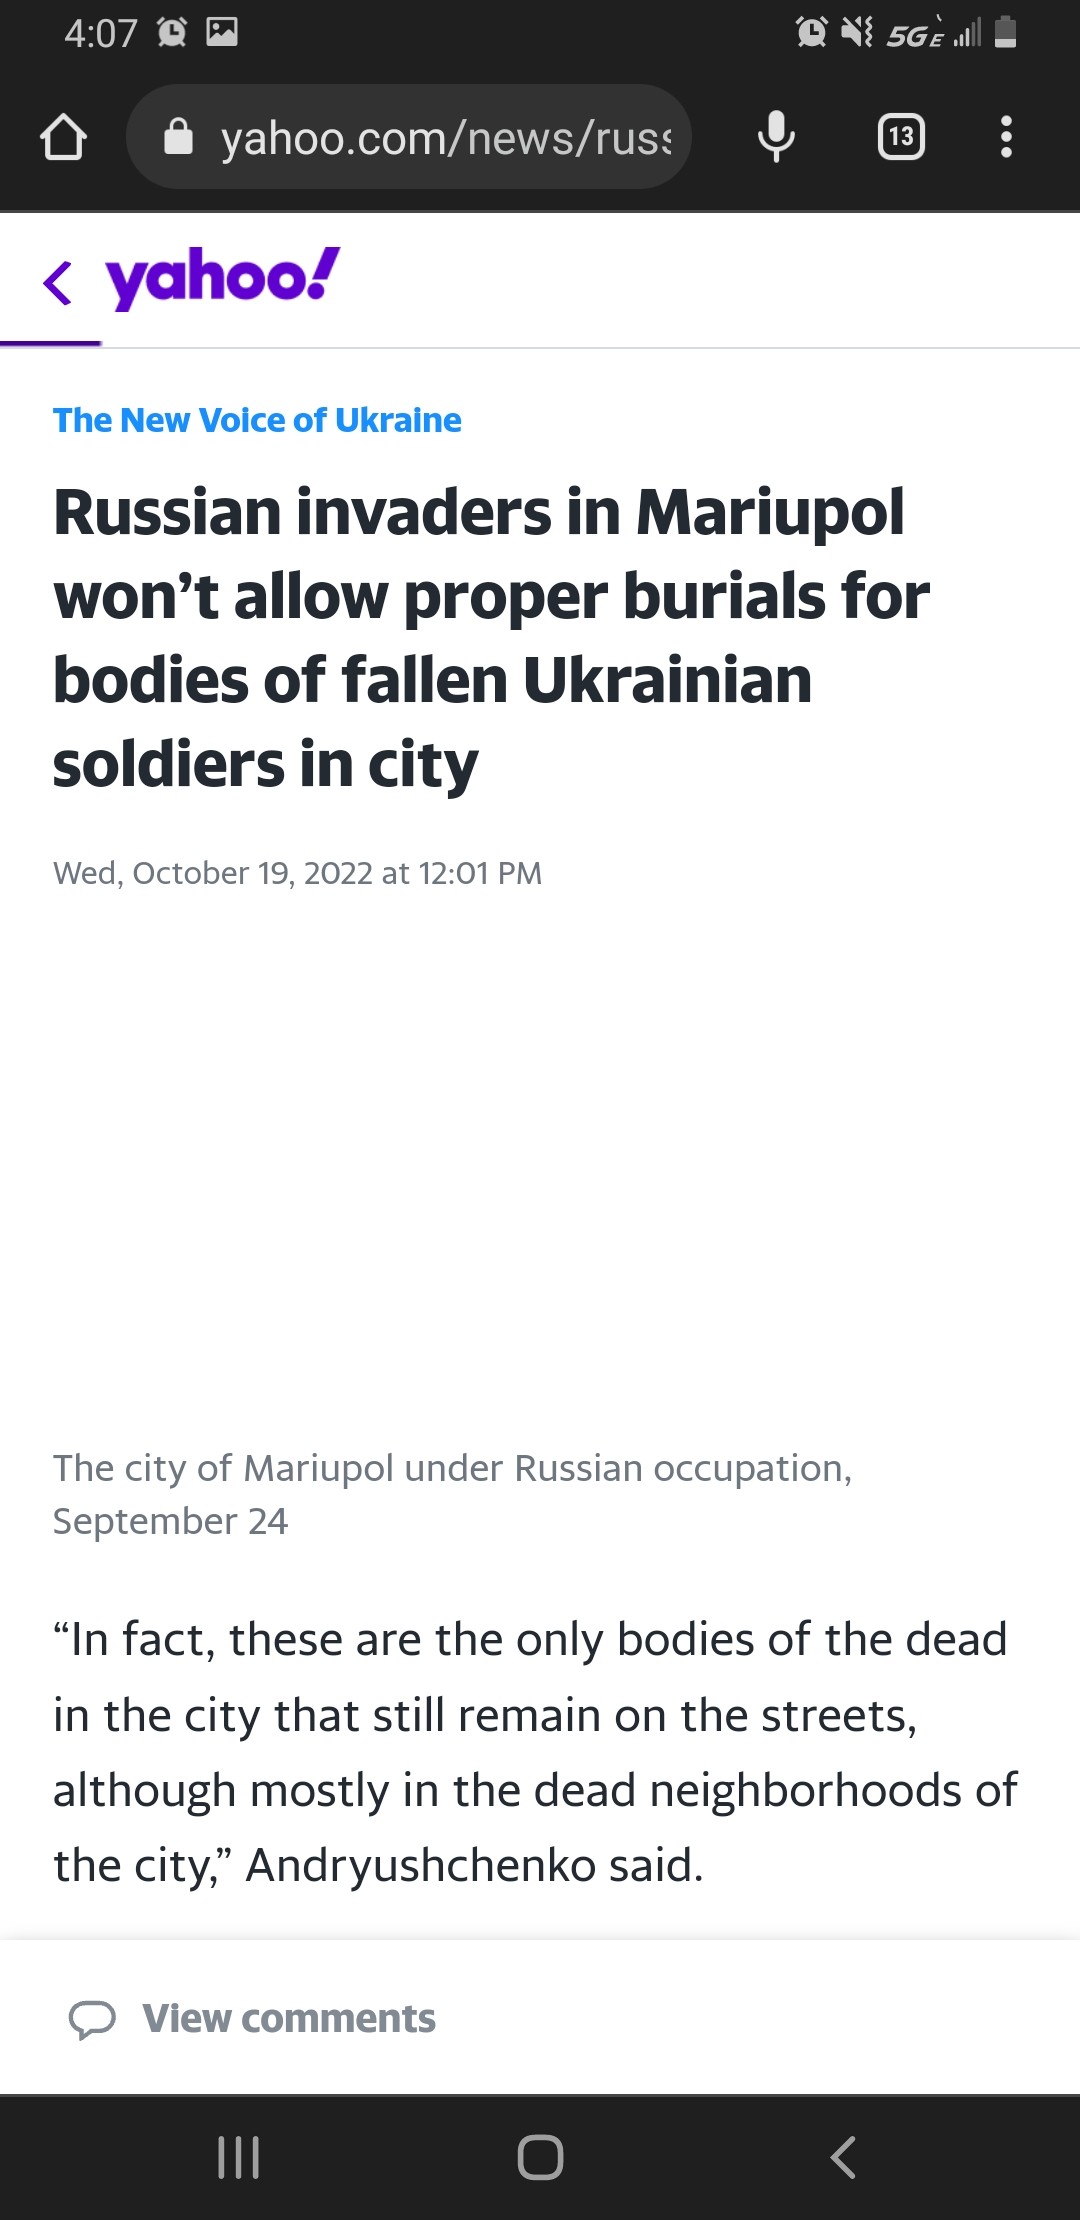 4:07
5GE
yahoo.com/news/russ
13
yahoo!
The New Voice of Ukraine
Russian invaders in Mariupol
won’t allow proper burials for
bodies of fallen Ukrainian
soldiers in city
Wed, October 19, 2022 at 12:01 PM
The city of Mariupol under Russian occupation,
September 24
“In fact, these are the only bodies of the dead
in the city that still remain on the streets,
although mostly in the dead neighborhoods of
the city,” Andryushchenko said.
View comments